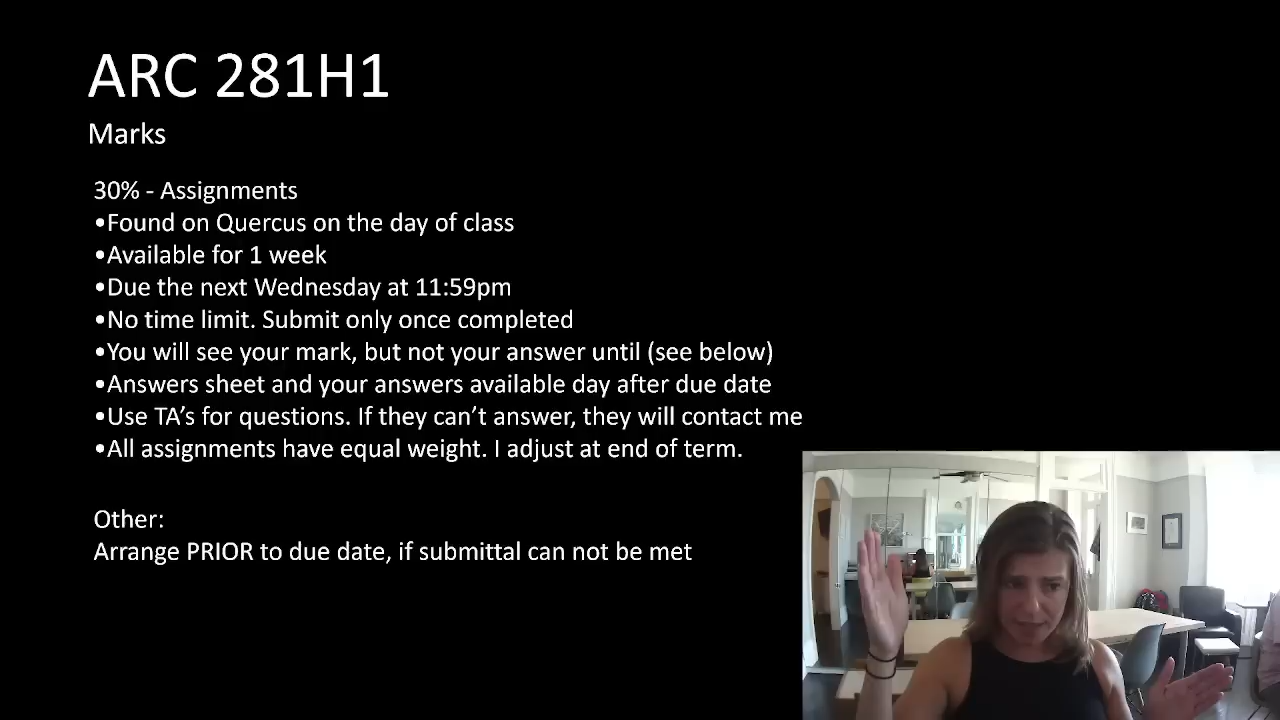 ARC 281H1
Marks
30% - Assignments
•Found on Quercus on the day of class
•Available for 1 week
•Due the next Wednesday at 11:59pm
•No time limit. Submit only once completed
•You will see your mark, but not your answer until (see below)
•Answers sheet and your answers available day after due date
•Use TA’s for questions. If they can’t answer, they will contact me
•All assignments have equal weight. I adjust at end of term.
Other:
Arrange PRIOR to due date, if submittal can not be met